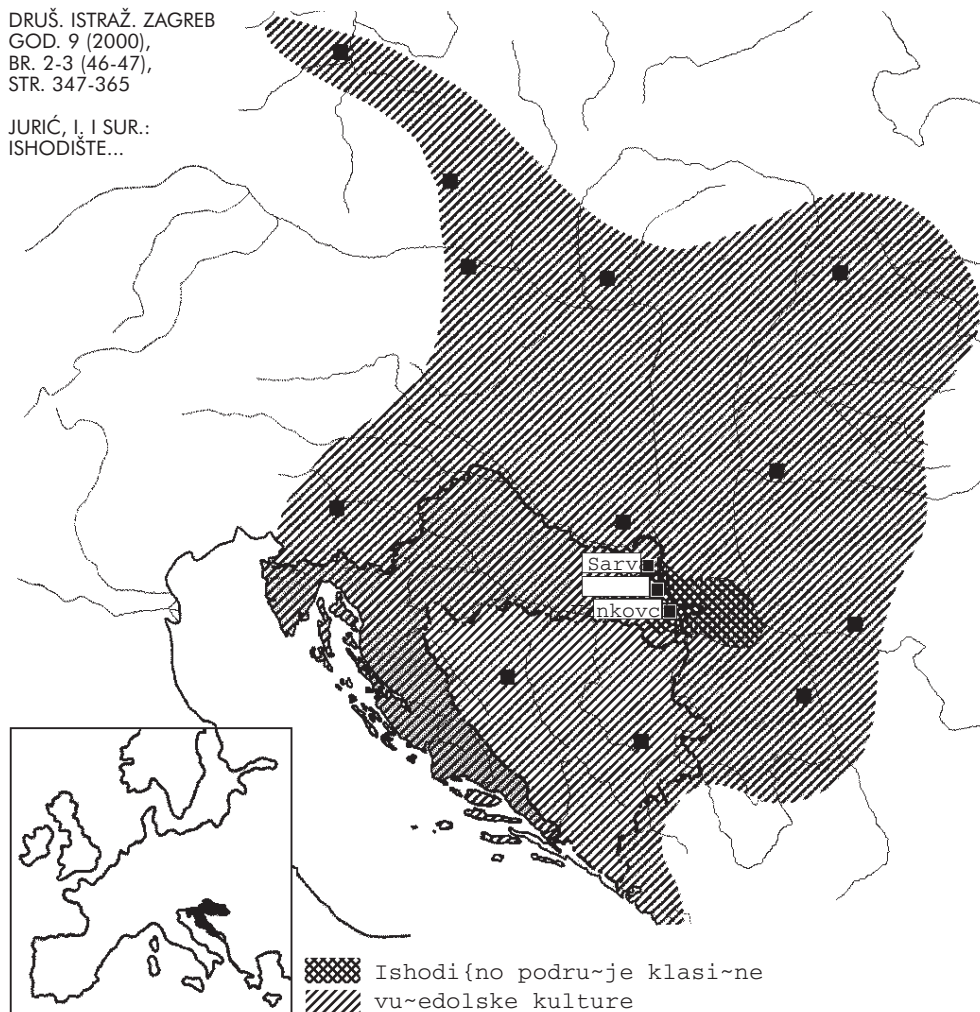 DRUŠ. ISTRAŽ. ZAGREB
GOD. 9 (2000),
BR. 2-3 (46-47),
STR. 347-365
JURIĆ, I. I SUR.:
ISHODIŠTE...
Sarv
nkovc
Ishodi{no podru~je klasi~ne
vu~edolske kulture